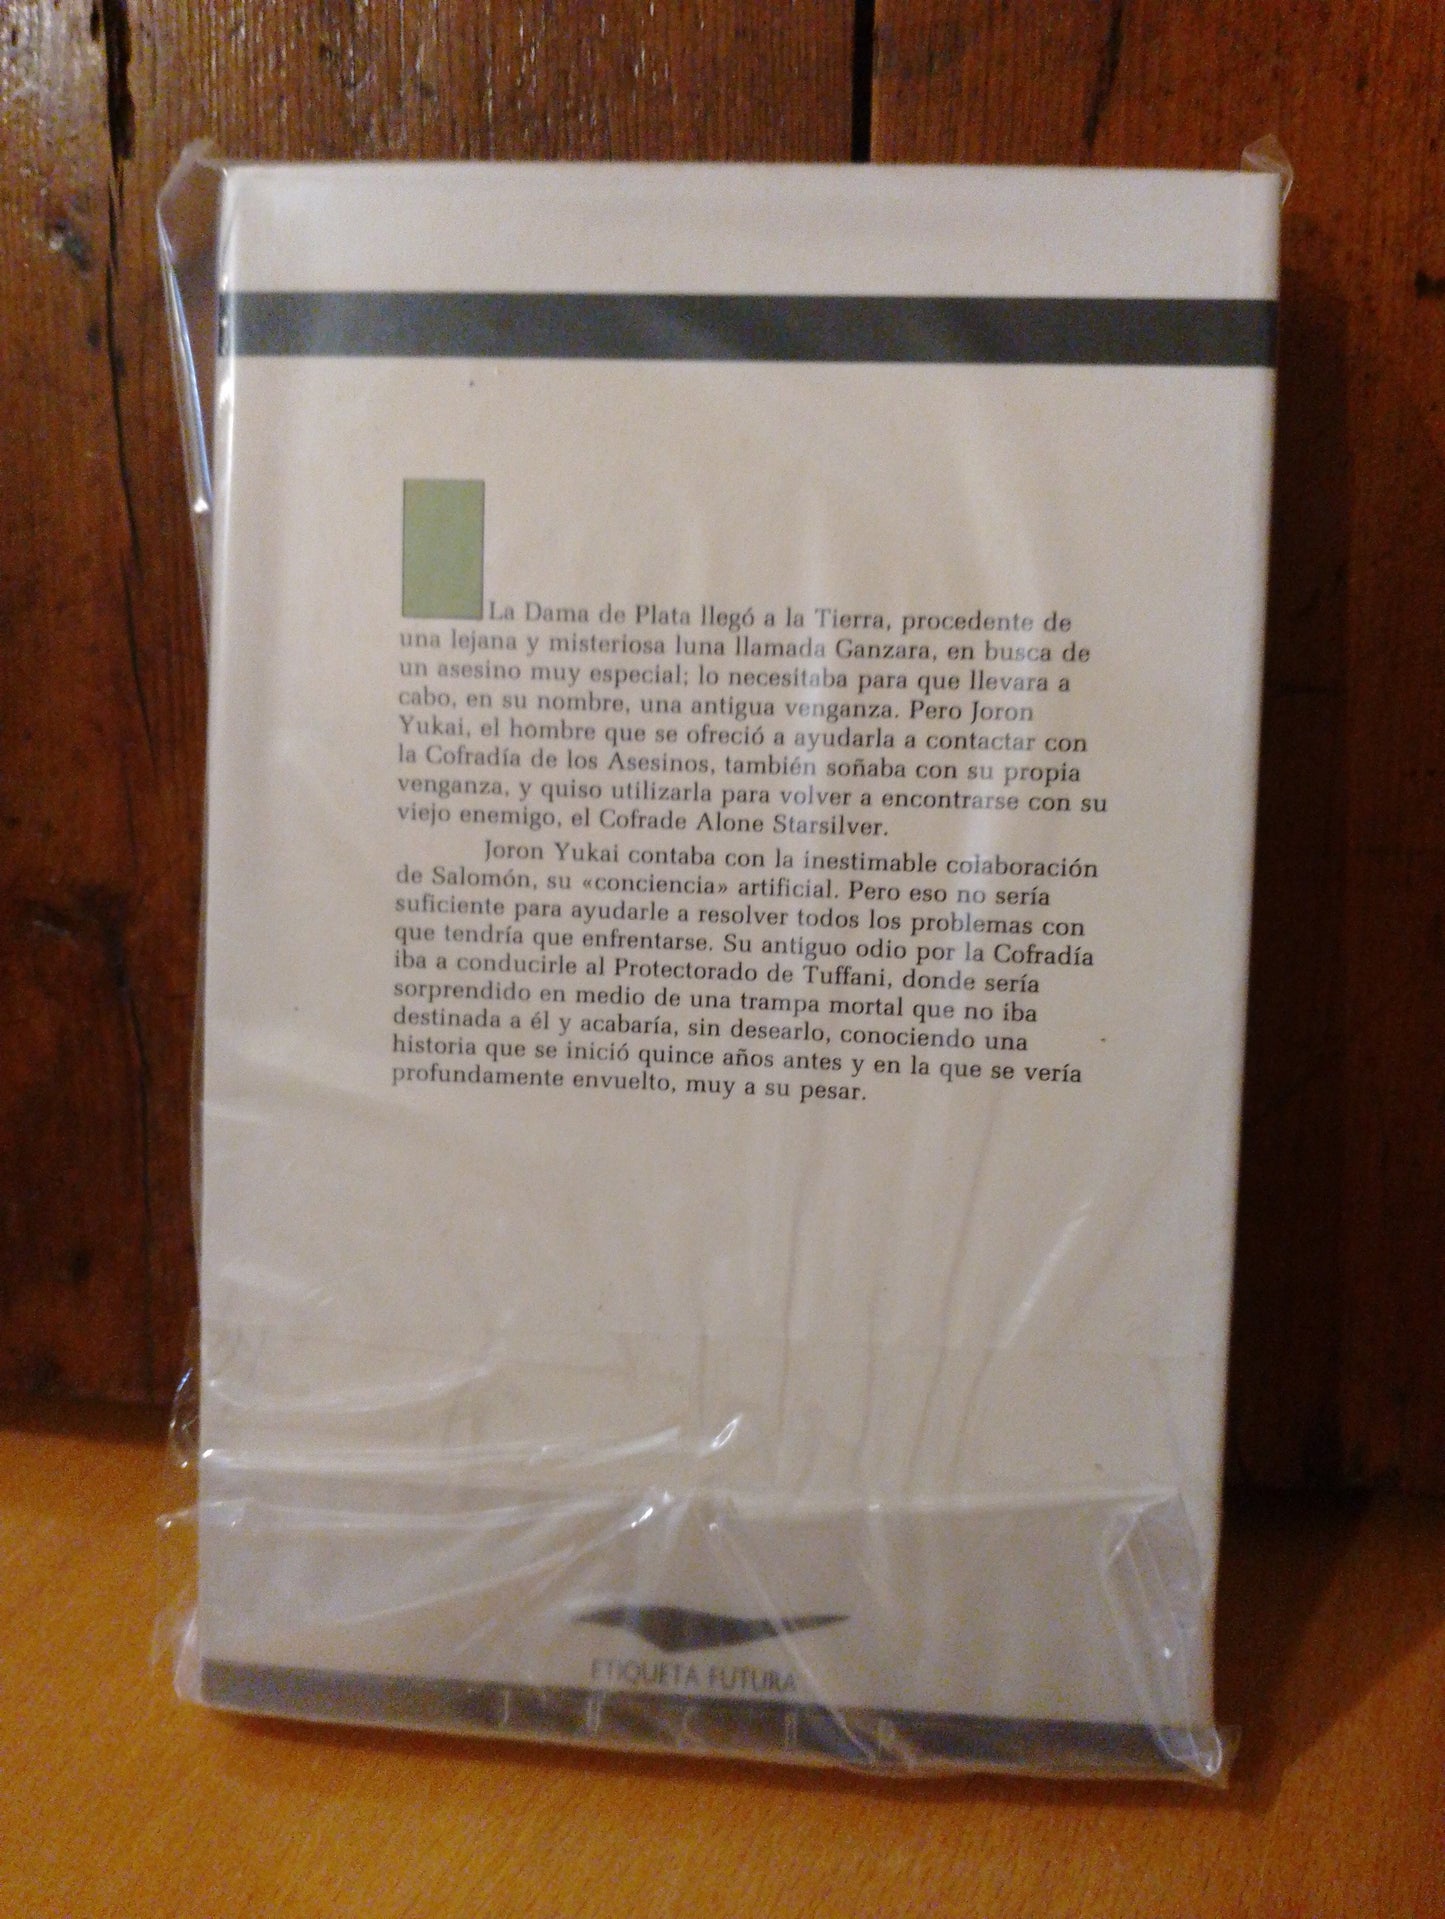 La Dama de Plata llegó a la Tierra, procedente de
una lejana y misteriosa luna llamada Ganzara, en busca de
un asesino muy especial; lo necesitaba para que llevara a
cabo, en su nombre, una antigua venganza. Pero Joron
Yukai, el hombre que se ofreció a ayudarla a contactar con
la Cofradía de los Asesinos, también soñaba con su propia
venganza, y quiso utilizarla para volver a encontrarse con su
viejo enemigo, el Cofrade Alone Starsilver.
Joron Yukai contaba con la inestimable colaboración
de Salomón, su «conciencia» artificial. Pero eso no sería
suficiente para ayudarle a resolver todos los problemas con
que tendría que enfrentarse. Su antiguo odio por la Cofradía
iba a conducirle al Protectorado de Tuffani, donde sería
sorprendido en medio de una trampa mortal que no iba
destinada a él y acabaría, sin desearlo, conociendo una
historia que se inició quince años antes y en la que se vería
profundamente envuelto, muy a su pesar.
ETIQUETA FUTURA